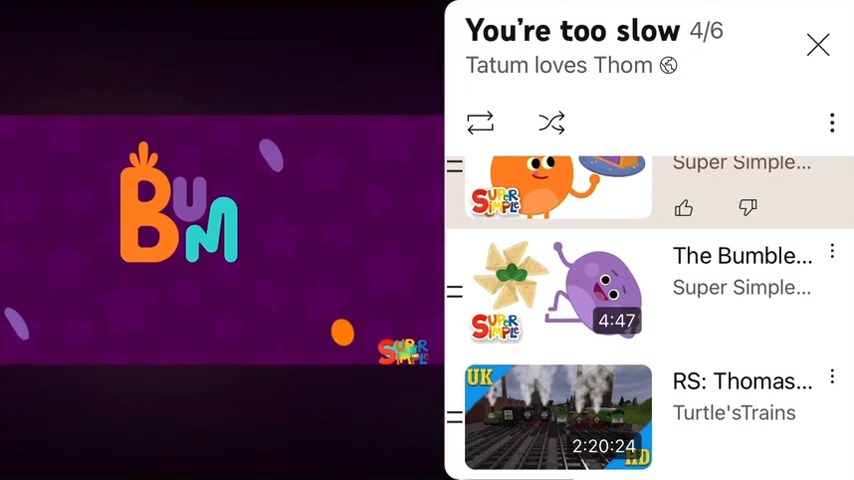 BUM
SUPER
SIMPLE
You're too slow 4/6
Tatum loves Thom
Super Simple...
SUPER
SIMPLE
The Bumble...
Super Simple...
SUPER
SIMPLE
4:47
RS: Thomas...
Turtle'sTrains
UK
2:20:24
HD